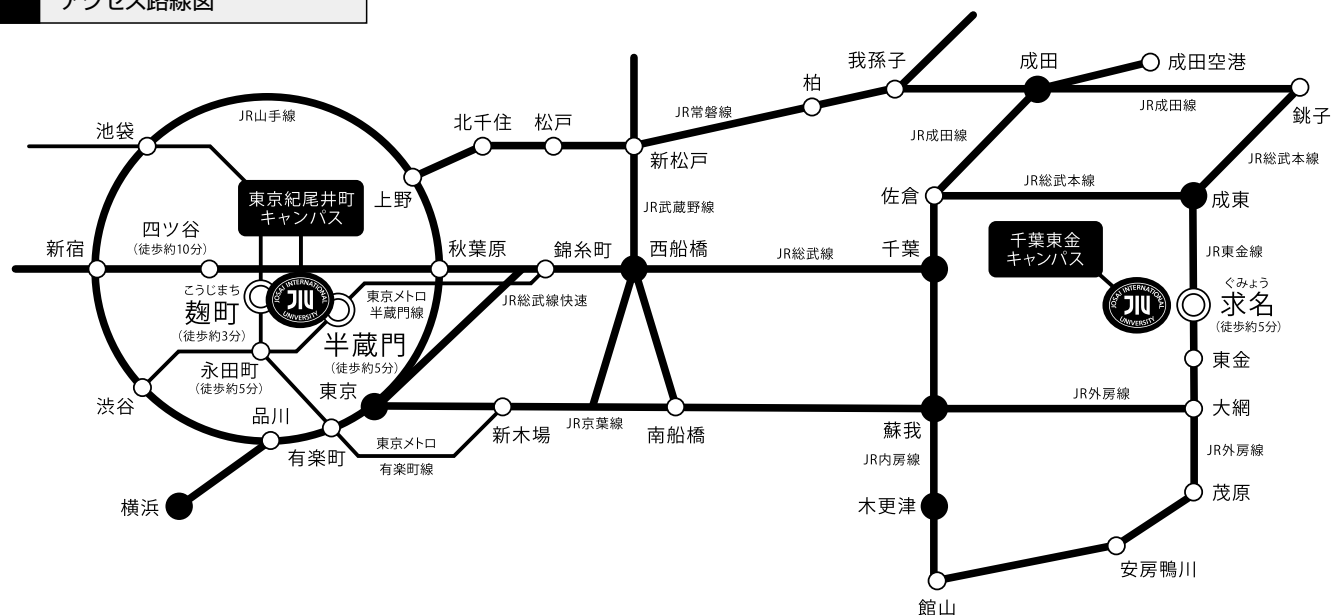 アクセス路線図
我孫子
成田
成田空港
柏
JR常磐線
JR成田線
銚子
JR山手線
池袋
北千住
松戸
新松戸
JR成田線
JR総武本線
上野
東京紀尾井町
キャンパス
佐倉
JR総武本線
成東
JR武蔵野線
四ツ谷
(徒歩約10分)
新宿
秋葉原
錦糸町
西船橋
JR総武線
千葉
千葉東金
キャンパス
JR東金線
こうじまち
麹町
(徒歩約3分)
JOSAI INTERNATIONAL
JIU
UNIVERSITY
東京メトロ
半蔵門線
JR総武線快速
半蔵門
(徒歩約5分)
JOSAI INTERNATIONAL
JIU
UNIVERSITY
ぐみょう
求名
(徒歩約5分)
永田町
(徒歩約5分)
東京
東金
渋谷
品川
有楽町
東京メトロ
有楽町線
新木場
JR京葉線
南船橋
蘇我
JR外房線
大網
JR内房線
JR外房線
横浜
木更津
茂原
安房鴨川
館山